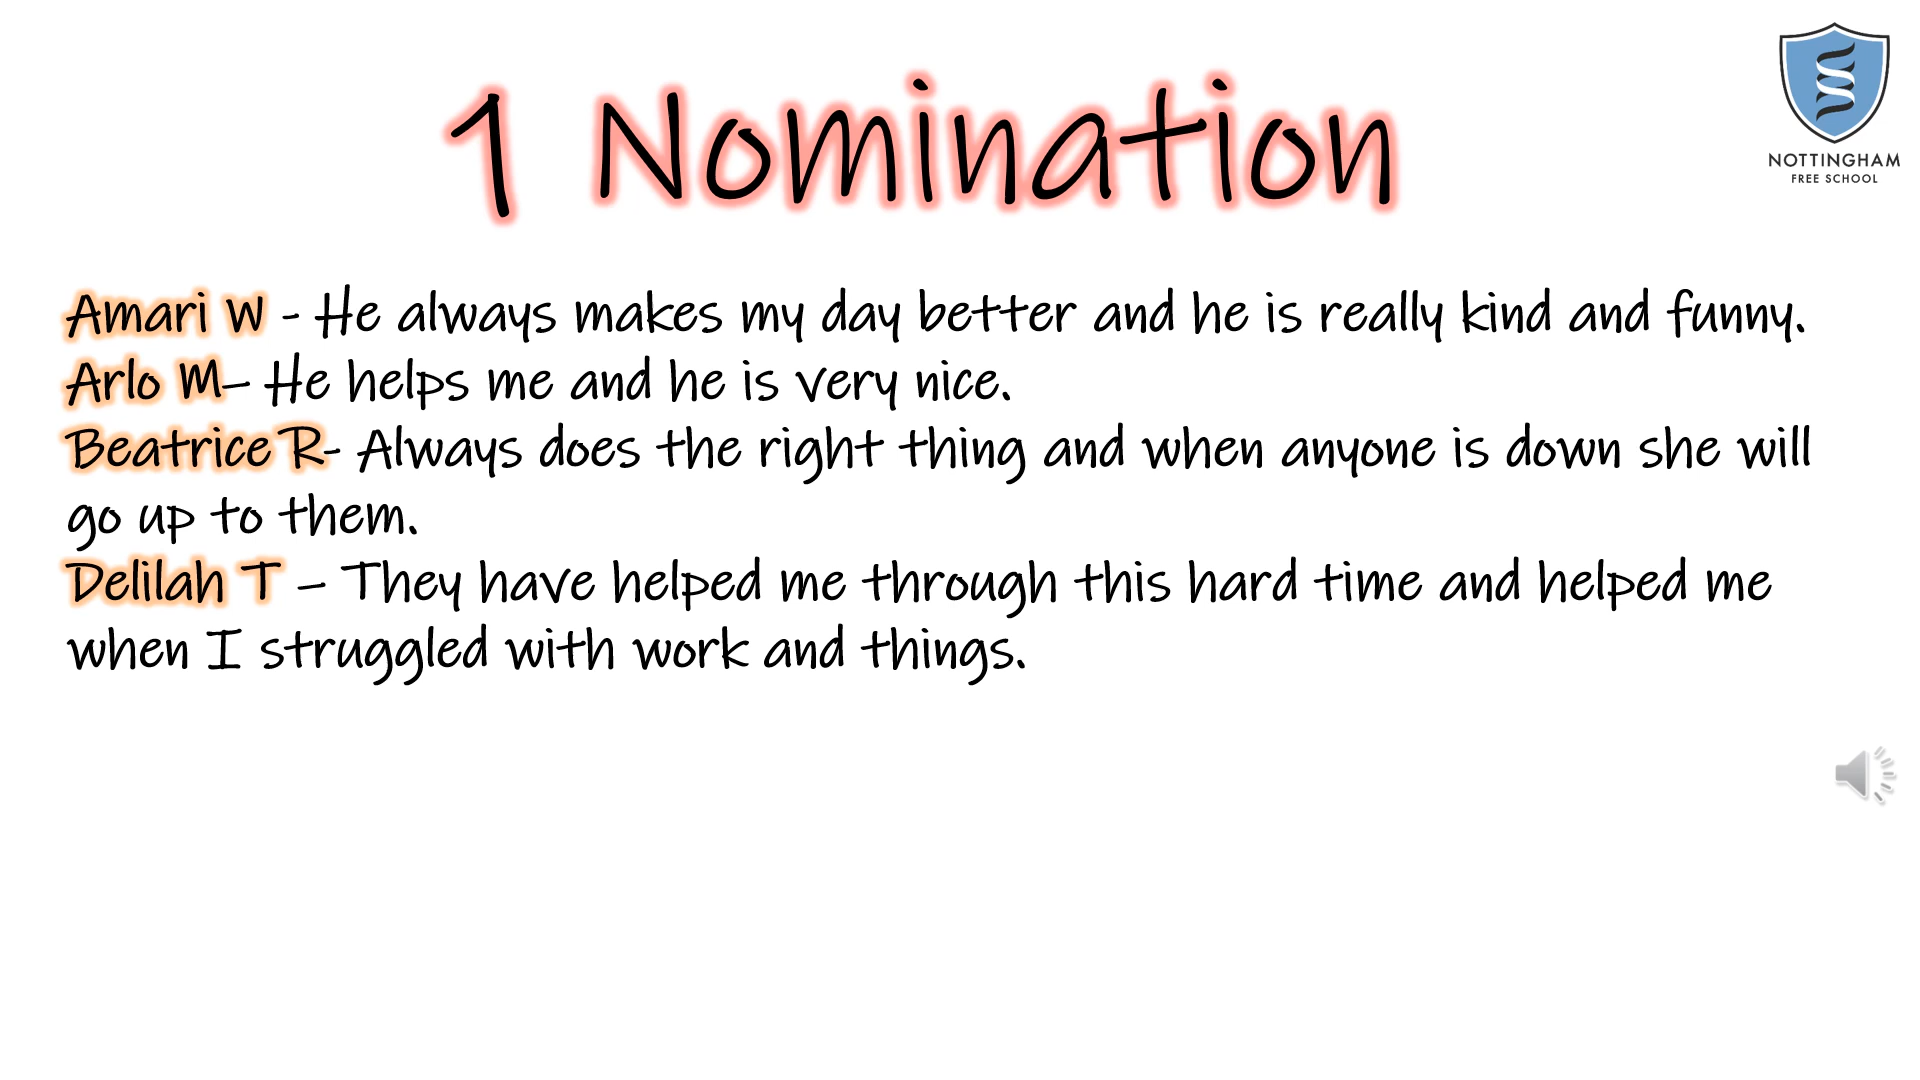 NOTTINGHAM
FREE SCHOOL
1 Nomination
Amari W - He always makes my day better and he is really kind and funny.
Arlo M– He helps me and he is very nice.
Beatrice R- Always does the right thing and when anyone is down she will
go up to them.
Delilah T – They have helped me through this hard time and helped me
when I struggled with work and things.